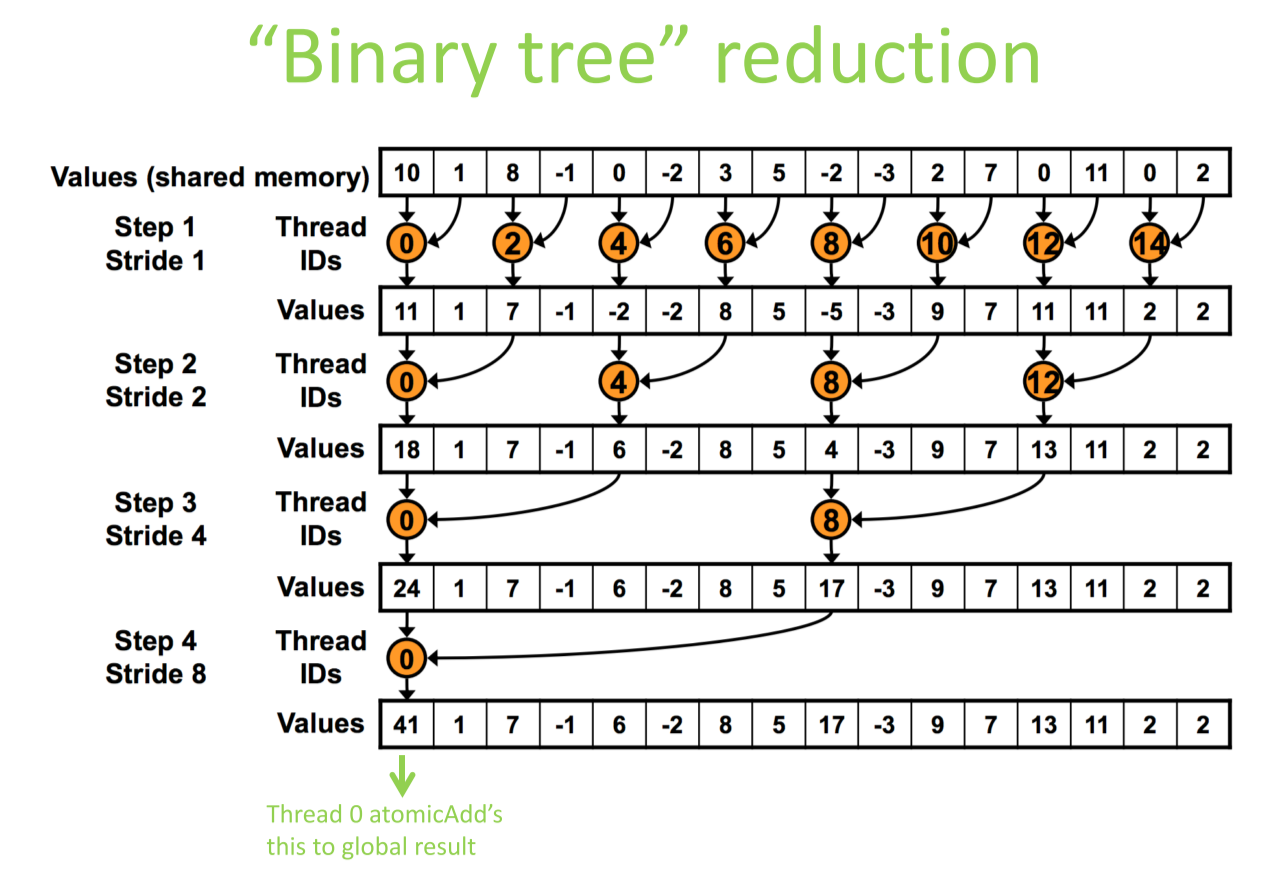 “Binary tree” reduction
Values (shared memory) 10 1 8 -1 0 -2 3 5 -2 -3 2 7 0 11 0 2
Step 1 Thread
Stride 1 IDs
0 2 4 6 8 10 12 14
Values 11 1 7 -1 -2 -2 8 5 -5 -3 9 7 11 11 2 2
Step 2 Thread
Stride 2 IDs
0 4 8 12
Values 18 1 7 -1 6 -2 8 5 4 -3 9 7 13 11 2 2
Step 3 Thread
Stride 4 IDs
0 8
Values 24 1 7 -1 6 -2 8 5 17 -3 9 7 13 11 2 2
Step 4 Thread
Stride 8 IDs
0
Values 41 1 7 -1 6 -2 8 5 17 -3 9 7 13 11 2 2
Thread 0 atomicAdd’s
this to global result